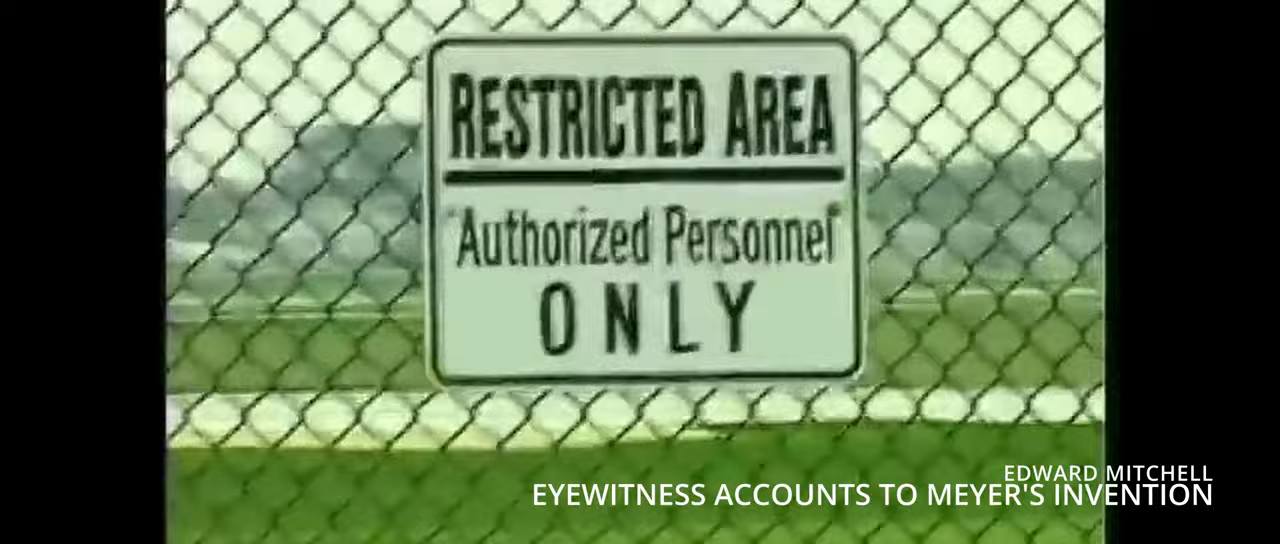 RESTRICTED AREA
"Authorized Personnel"
ONLY
EDWARD MITCHELL
EYEWITNESS ACCOUNTS TO MEYER'S INVENTION